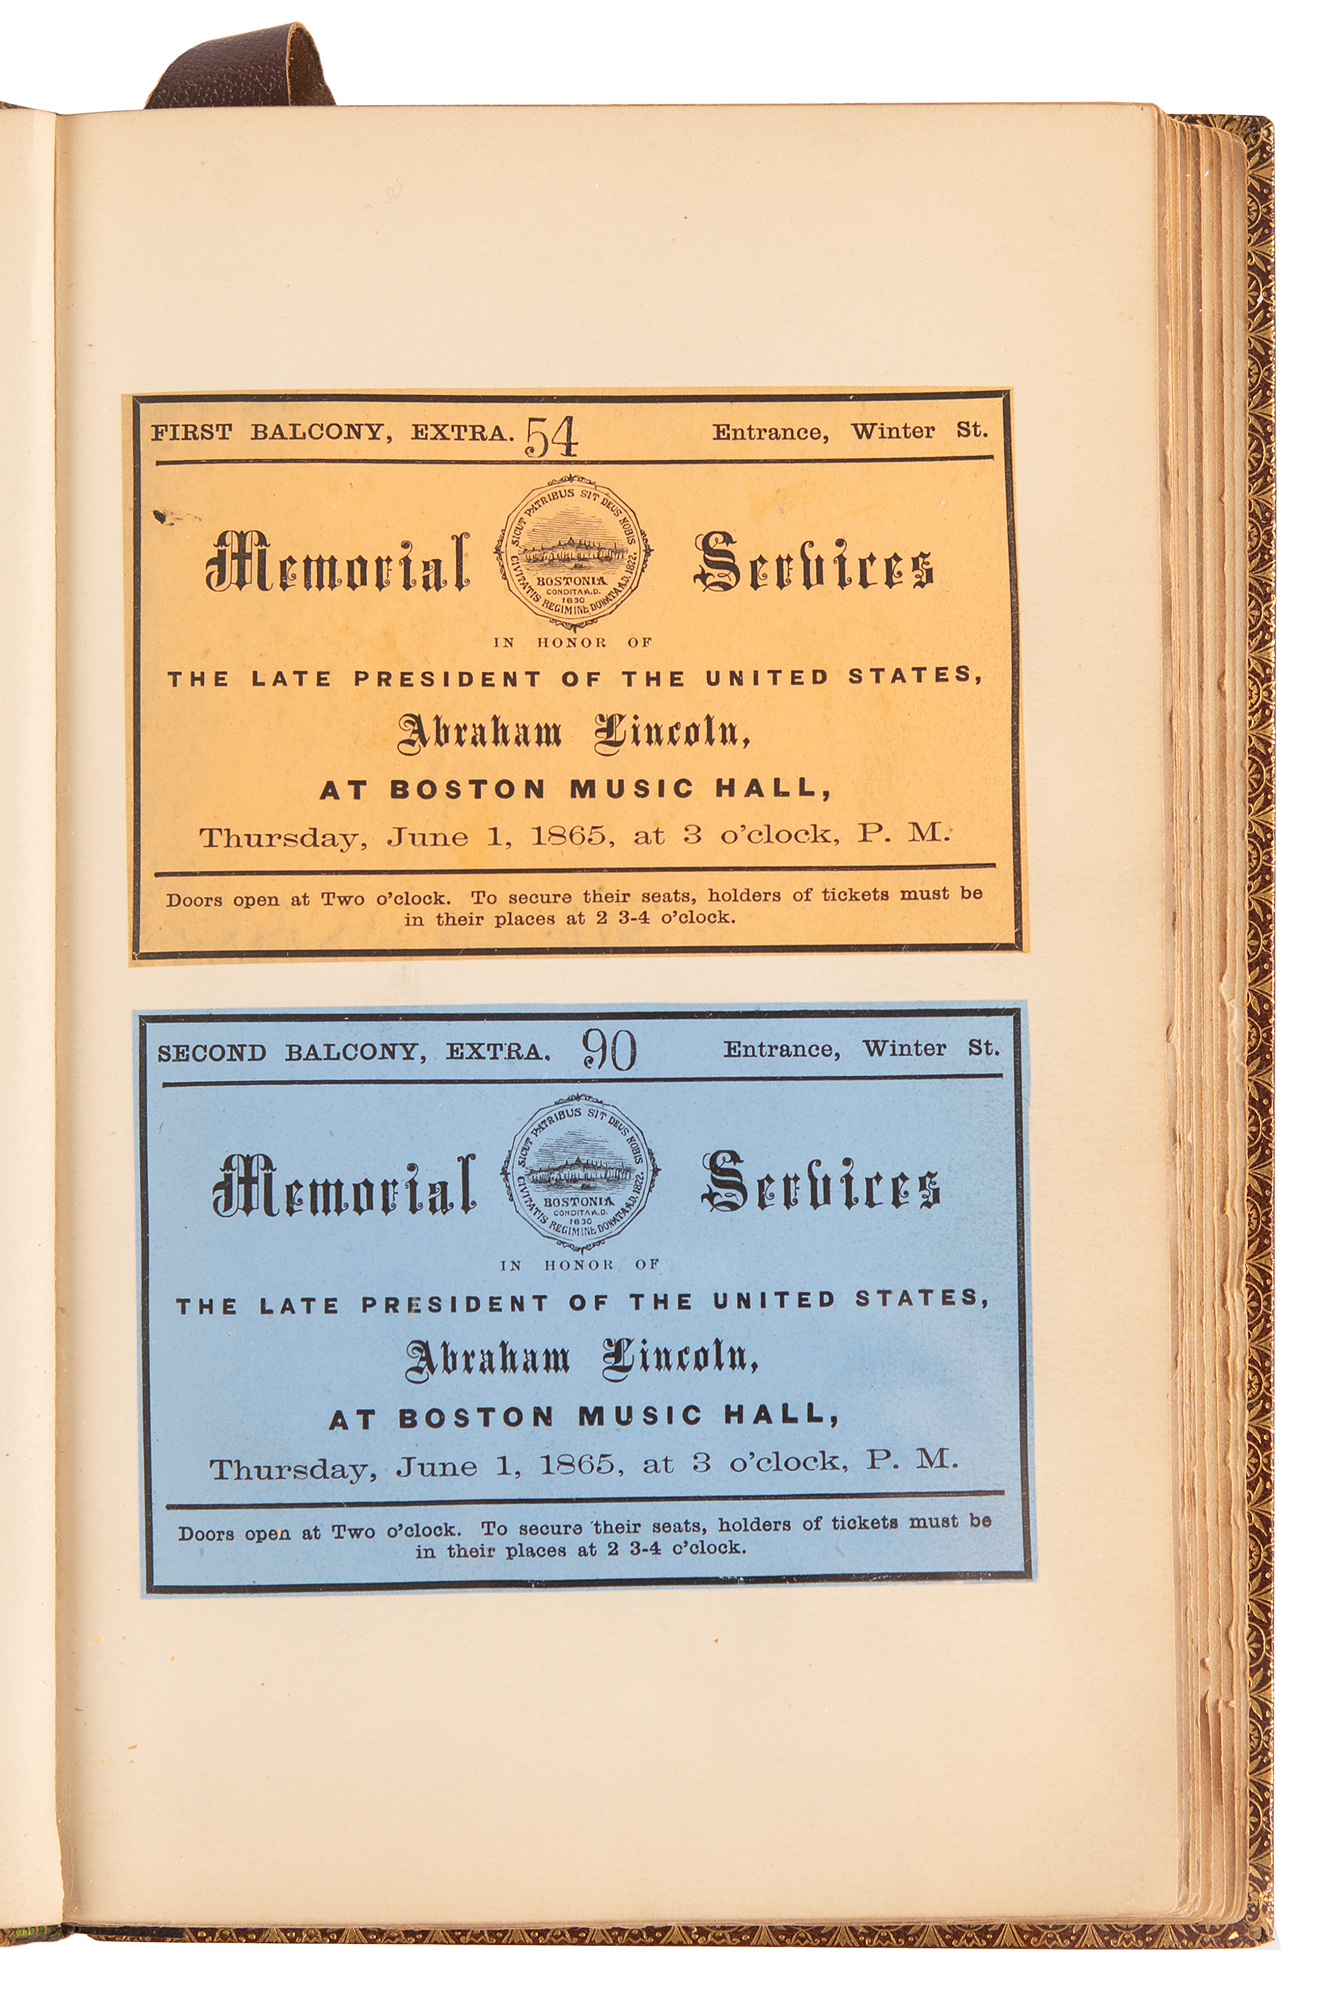 FIRST BALCONY, EXTRA. 54 Entrance, Winter St.
SICUT PATRIBUS SIT DEUS NOBIS
Memorial Services
BOSTONIA
CONDITA A.D.
1630
CIVITATIS REGIMINE DONATA A.D. 1822.
IN HONOR OF
THE LATE PRESIDENT OF THE UNITED STATES,
Abraham Lincoln,
AT BOSTON MUSIC HALL,
Thursday, June 1, 1865, at 3 o'clock, P. M.
Doors open at Two o'clock. To secure their seats, holders of tickets must be
in their places at 2 3-4 o'clock.
SECOND BALCONY, EXTRA. 90 Entrance, Winter St.
SICUT PATRIBUS SIT DEUS NOBIS
Memorial Services
BOSTONIA
CONDITA A.D.
1630
CIVITATIS REGIMINE DONATA A.D. 1822.
IN HONOR OF
THE LATE PRESIDENT OF THE UNITED STATES,
Abraham Lincoln,
AT BOSTON MUSIC HALL,
Thursday, June 1, 1865, at 3 o'clock, P. M.
Doors open at Two o'clock. To secure their seats, holders of tickets must be
in their places at 2 3-4 o'clock.